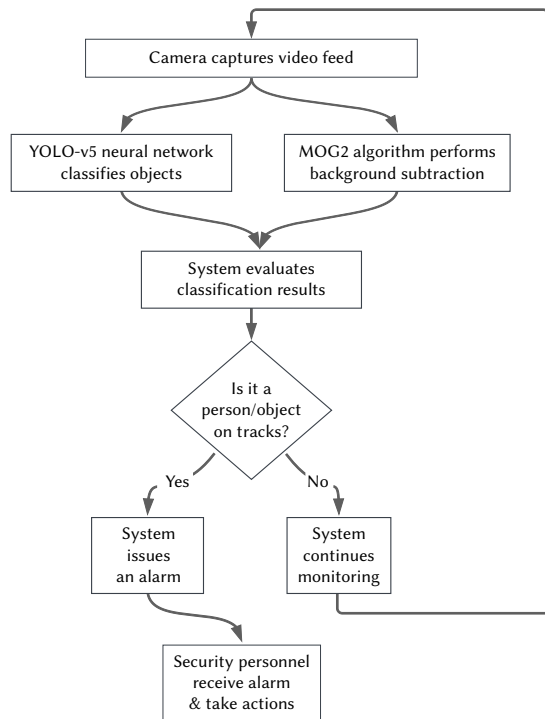 Camera captures video feed
YOLO-v5 neural network
classifies objects
MOG2 algorithm performs
background subtraction
System evaluates
classification results
Is it a
person/object
on tracks?
Yes
No
System
issues
an alarm
System
continues
monitoring
Security personnel
receive alarm
& take actions